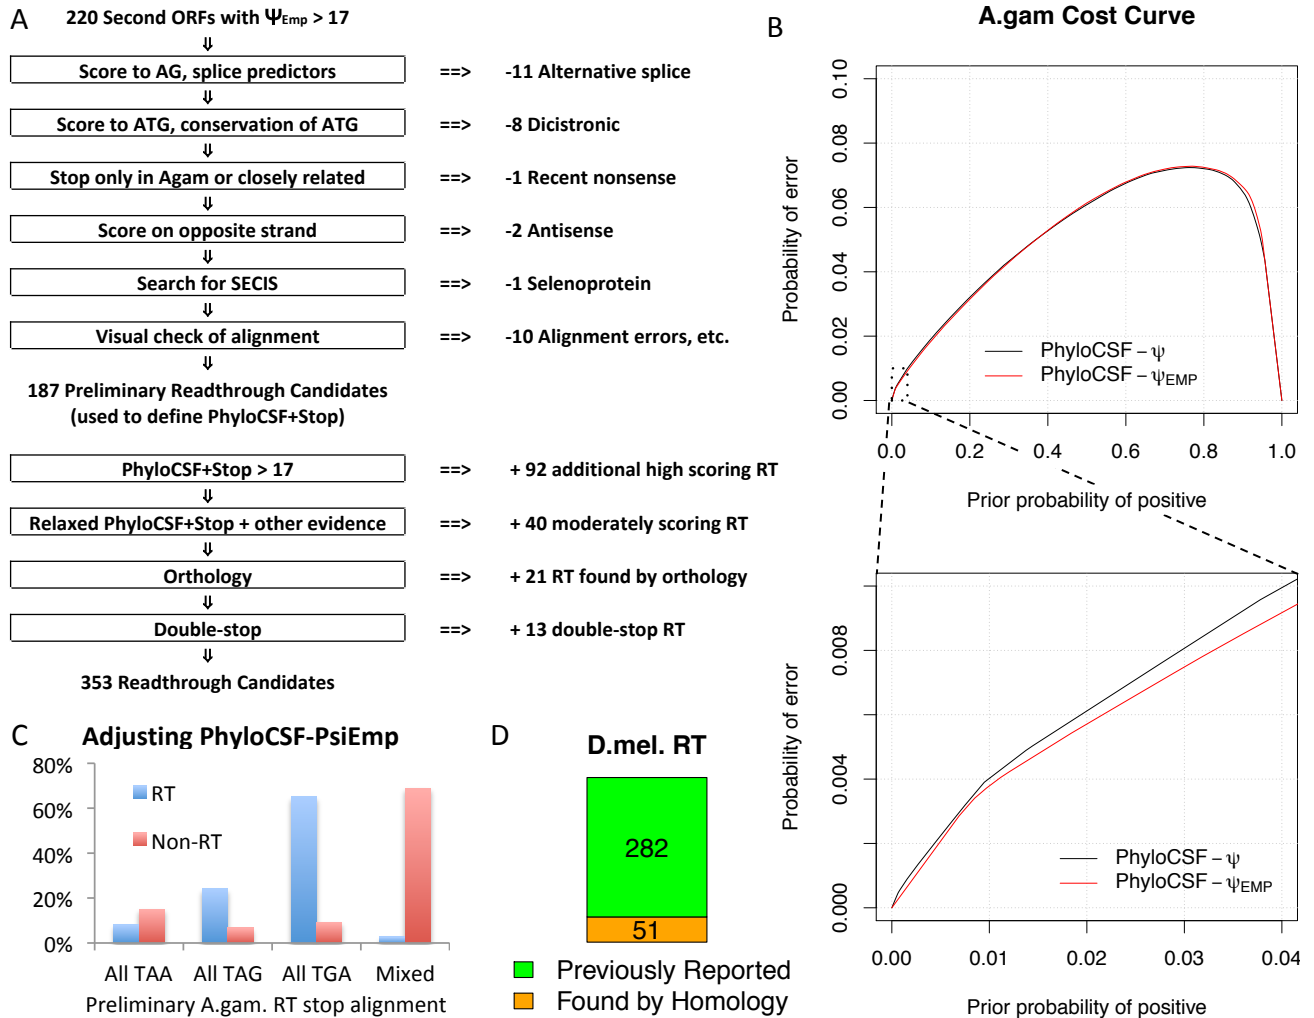 A
220 Second ORFs with ΨEmp > 17
⇓
Score to AG, splice predictors ==> -11 Alternative splice
⇓
Score to ATG, conservation of ATG ==> -8 Dicistronic
⇓
Stop only in Agam or closely related ==> -1 Recent nonsense
⇓
Score on opposite strand ==> -2 Antisense
⇓
Search for SECIS ==> -1 Selenoprotein
⇓
Visual check of alignment ==> -10 Alignment errors, etc.
⇓
187 Preliminary Readthrough Candidates
(used to define PhyloCSF+Stop)
PhyloCSF+Stop > 17 ==> + 92 additional high scoring RT
⇓
Relaxed PhyloCSF+Stop + other evidence ==> + 40 moderately scoring RT
⇓
Orthology ==> + 21 RT found by orthology
⇓
Double-stop ==> + 13 double-stop RT
⇓
353 Readthrough Candidates
B
A.gam Cost Curve
Probability of error
0.10
0.08
0.06
0.04
0.02
0.00
PhyloCSF – ψ
PhyloCSF – ψEMP
0.0 0.2 0.4 0.6 0.8 1.0
Prior probability of positive
Probability of error
0.008
0.004
0.000
PhyloCSF – ψ
PhyloCSF – ψEMP
0.00 0.01 0.02 0.03 0.04
Prior probability of positive
C
Adjusting PhyloCSF-PsiEmp
80%
60%
40%
20%
0%
RT
Non-RT
All TAA All TAG All TGA Mixed
Preliminary A.gam. RT stop alignment
D
D.mel. RT
282
51
Previously Reported
Found by Homology